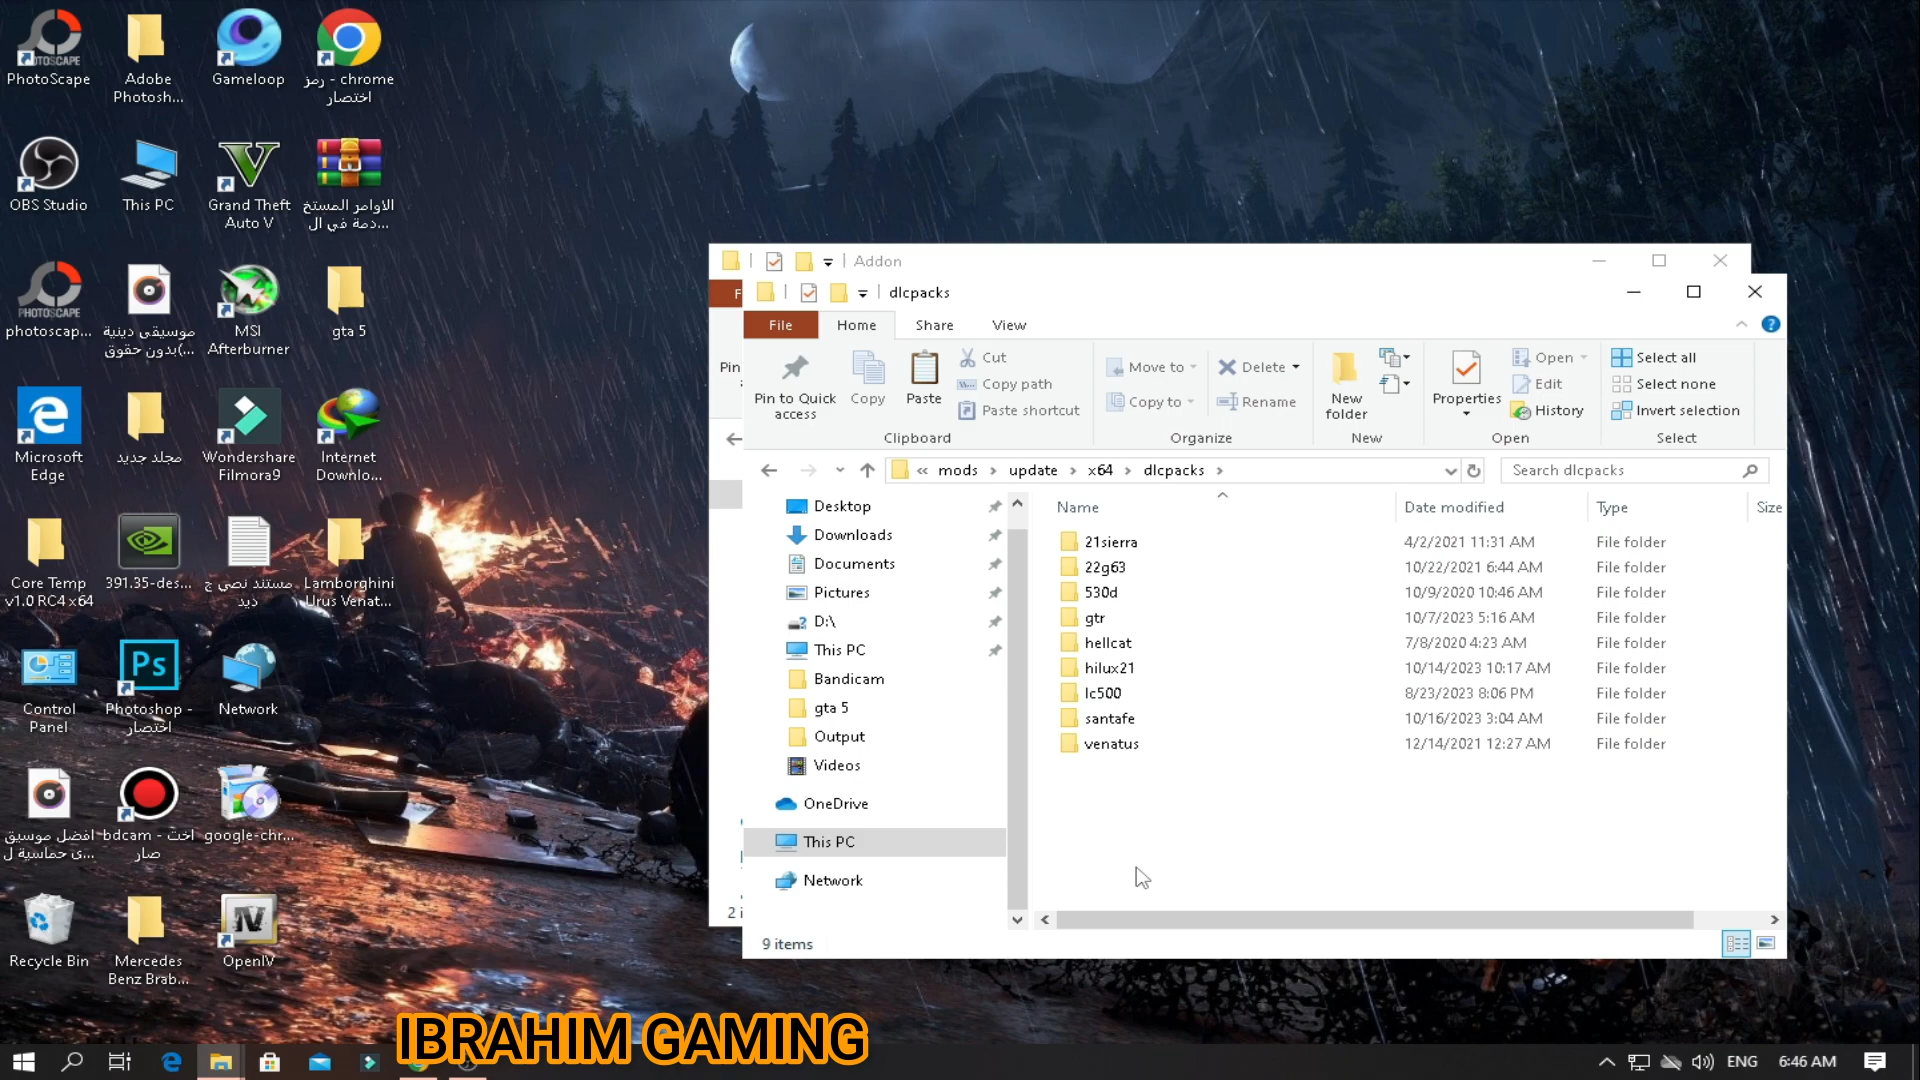 PhotoScape
Adobe
Photosh...
Gameloop
chrome - رمز
اختصار
OBS Studio
This PC
Grand Theft
Auto V
الاوامر المستخ
دمة في ال...
PHOTOSCAPE
photoscap...
موسيقى دينية
بدون حقوق(...
MSI
Afterburner
gta 5
Microsoft
Edge
مجلد جديد
Wondershare
Filmora9
Internet
Downlo...
Core Temp
v1.0 RC4 x64
391.35-des...
مستند نصي ج
ديد
Lamborghini
Urus Venat...
Control
Panel
Ps
Photoshop -
اختصار
Network
افضل موسيق
ى حماسية ل...
bdcam - اخت
صار
google-chr...
Recycle Bin
Mercedes
Benz Brab...
OpenIV
Addon
dlcpacks
File
Home
Share
View
Pin
Pin to Quick
access
Copy
Paste
Cut
Copy path
Paste shortcut
Clipboard
Move to
Copy to
Delete
Rename
Organize
New
folder
New
Properties
Open
Edit
History
Open
Select all
Select none
Invert selection
Select
« mods > update > x64 > dlcpacks >
Search dlcpacks
Desktop
Downloads
Documents
Pictures
D:\
This PC
Bandicam
gta 5
Output
Videos
OneDrive
This PC
Network
Name Date modified Type Size
21sierra 4/2/2021 11:31 AM File folder
22g63 10/22/2021 6:44 AM File folder
530d 10/9/2020 10:46 AM File folder
gtr 10/7/2023 5:16 AM File folder
hellcat 7/8/2020 4:23 AM File folder
hilux21 10/14/2023 10:17 AM File folder
lc500 8/23/2023 8:06 PM File folder
santafe 10/16/2023 3:04 AM File folder
venatus 12/14/2021 12:27 AM File folder
2 i
9 items
IBRAHIM GAMING
ENG
6:46 AM